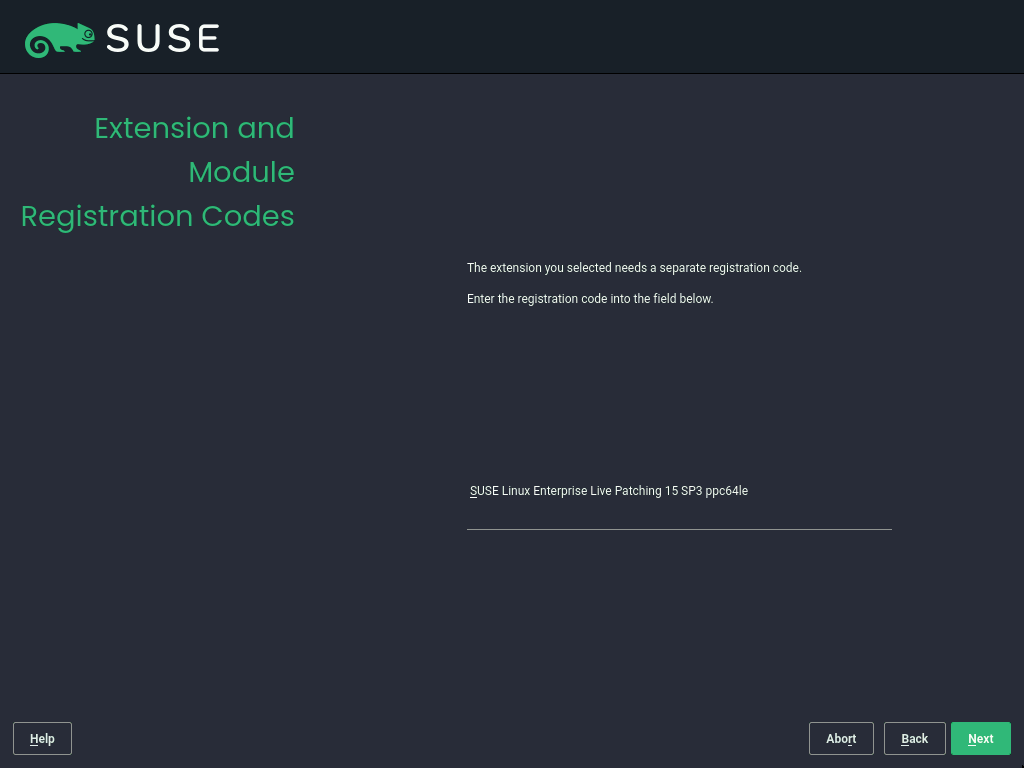 SUSE
Extension and
Module
Registration Codes
The extension you selected needs a separate registration code.
Enter the registration code into the field below.
SUSE Linux Enterprise Live Patching 15 SP3 ppc64le
Help
Abort
Back
Next